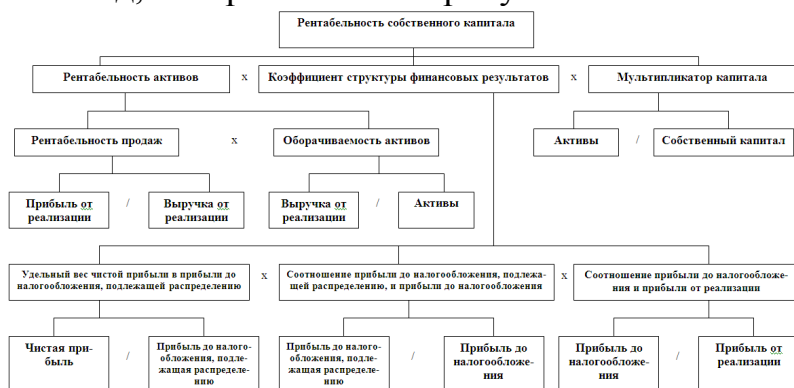 Рентабельность собственного капитала
Рентабельность активов х Коэффициент структуры финансовых результатов х Мультипликатор капитала
Рентабельность продаж х Оборачиваемость активов Активы / Собственный капитал
Прибыль от
реализации
/
Выручка от
реализации
Выручка от
реализации
/
Активы
Удельный вес чистой прибыли в прибыли до
налогообложения, подлежащей распределению
х
Соотношение прибыли до налогообложения, подлежа-
щей распределению, и прибыли до налогообложения
х
Соотношение прибыли до налогообложе-
ния и прибыли от реализации
Чистая при-
быль
/
Прибыль до налого-
обложения, подле-
жащая распределе-
нию
Прибыль до налого-
обложения, подле-
жащая распределе-
нию
/
Прибыль до
налогообложе-
ния
Прибыль до
налогообложе-
ния
/
Прибыль от
реализации